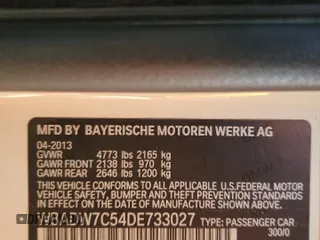 MFD BY BAYERISCHE MOTOREN WERKE AG
04-2013
GVWR 4773 lbs 2165 kg
GAWR FRONT 2138 lbs 970 kg
GAWR REAR 2646 lbs 1200 kg
THIS VEHICLE CONFORMS TO ALL APPLICABLE U.S. FEDERAL MOTOR
VEHICLE SAFETY, BUMPER AND THEFT PREVENTION STANDARDS
IN EFFECT ON THE DATE OF MANUFACTURE SHOWN ABOVE.
WBADW7C54DE733027 TYPE: PASSENGER CAR
300/0